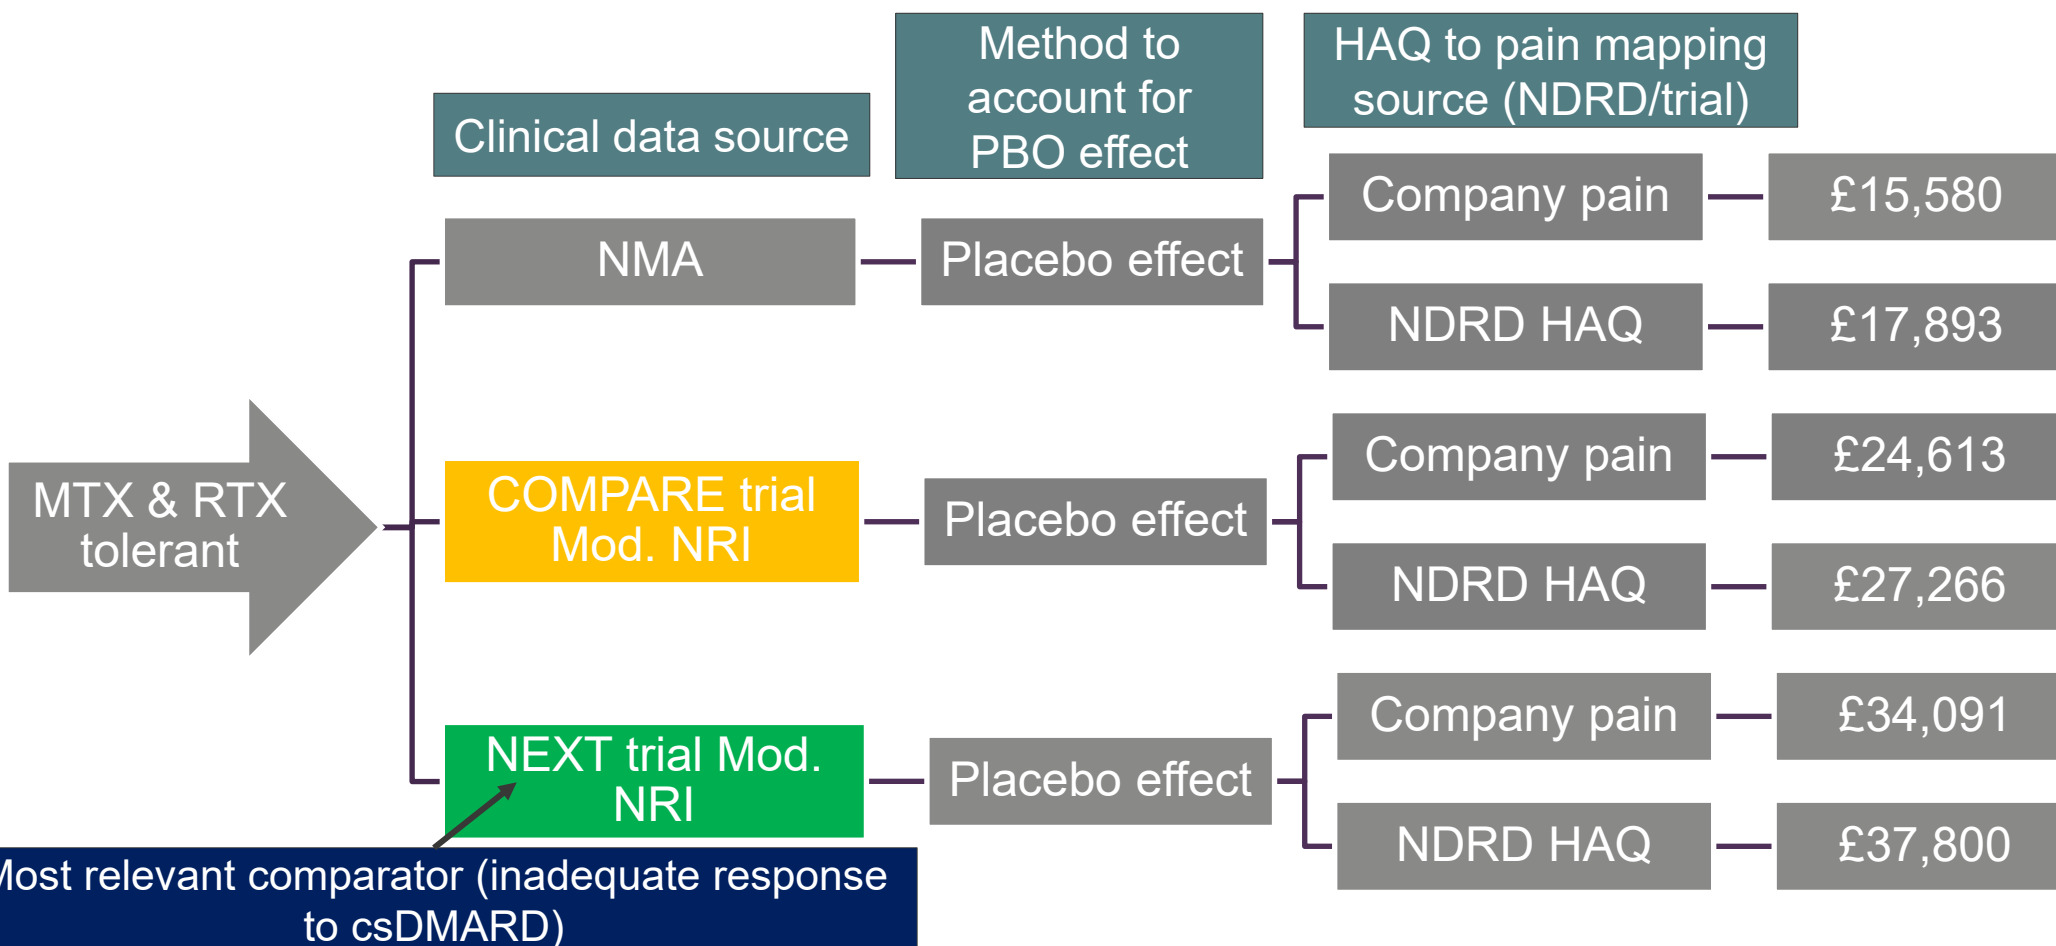 Clinical data source
Method to
account for
PBO effect
HAQ to pain mapping
source (NDRD/trial)
MTX & RTX
tolerant
NMA
Placebo effect
Company pain
£15,580
NDRD HAQ
£17,893
COMPARE trial
Mod. NRI
Placebo effect
Company pain
£24,613
NDRD HAQ
£27,266
NEXT trial Mod.
NRI
Placebo effect
Company pain
£34,091
NDRD HAQ
£37,800
Most relevant comparator (inadequate response
to csDMARD)